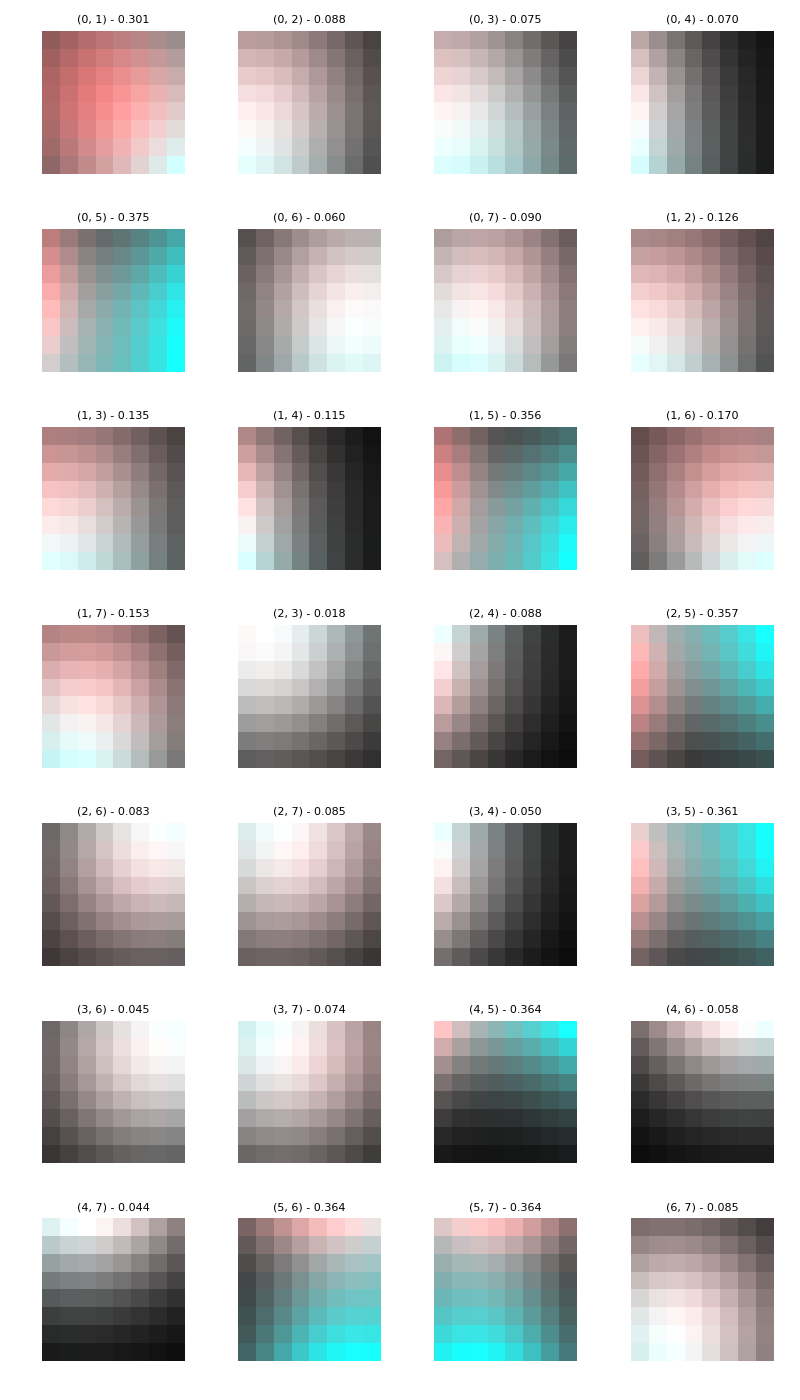 (0, 1) - 0.301 (0, 2) - 0.088 (0, 3) - 0.075 (0, 4) - 0.070
(0, 5) - 0.375 (0, 6) - 0.060 (0, 7) - 0.090 (1, 2) - 0.126
(1, 3) - 0.135 (1, 4) - 0.115 (1, 5) - 0.356 (1, 6) - 0.170
(1, 7) - 0.153 (2, 3) - 0.018 (2, 4) - 0.088 (2, 5) - 0.357
(2, 6) - 0.083 (2, 7) - 0.085 (3, 4) - 0.050 (3, 5) - 0.361
(3, 6) - 0.045 (3, 7) - 0.074 (4, 5) - 0.364 (4, 6) - 0.058
(4, 7) - 0.044 (5, 6) - 0.364 (5, 7) - 0.364 (6, 7) - 0.085